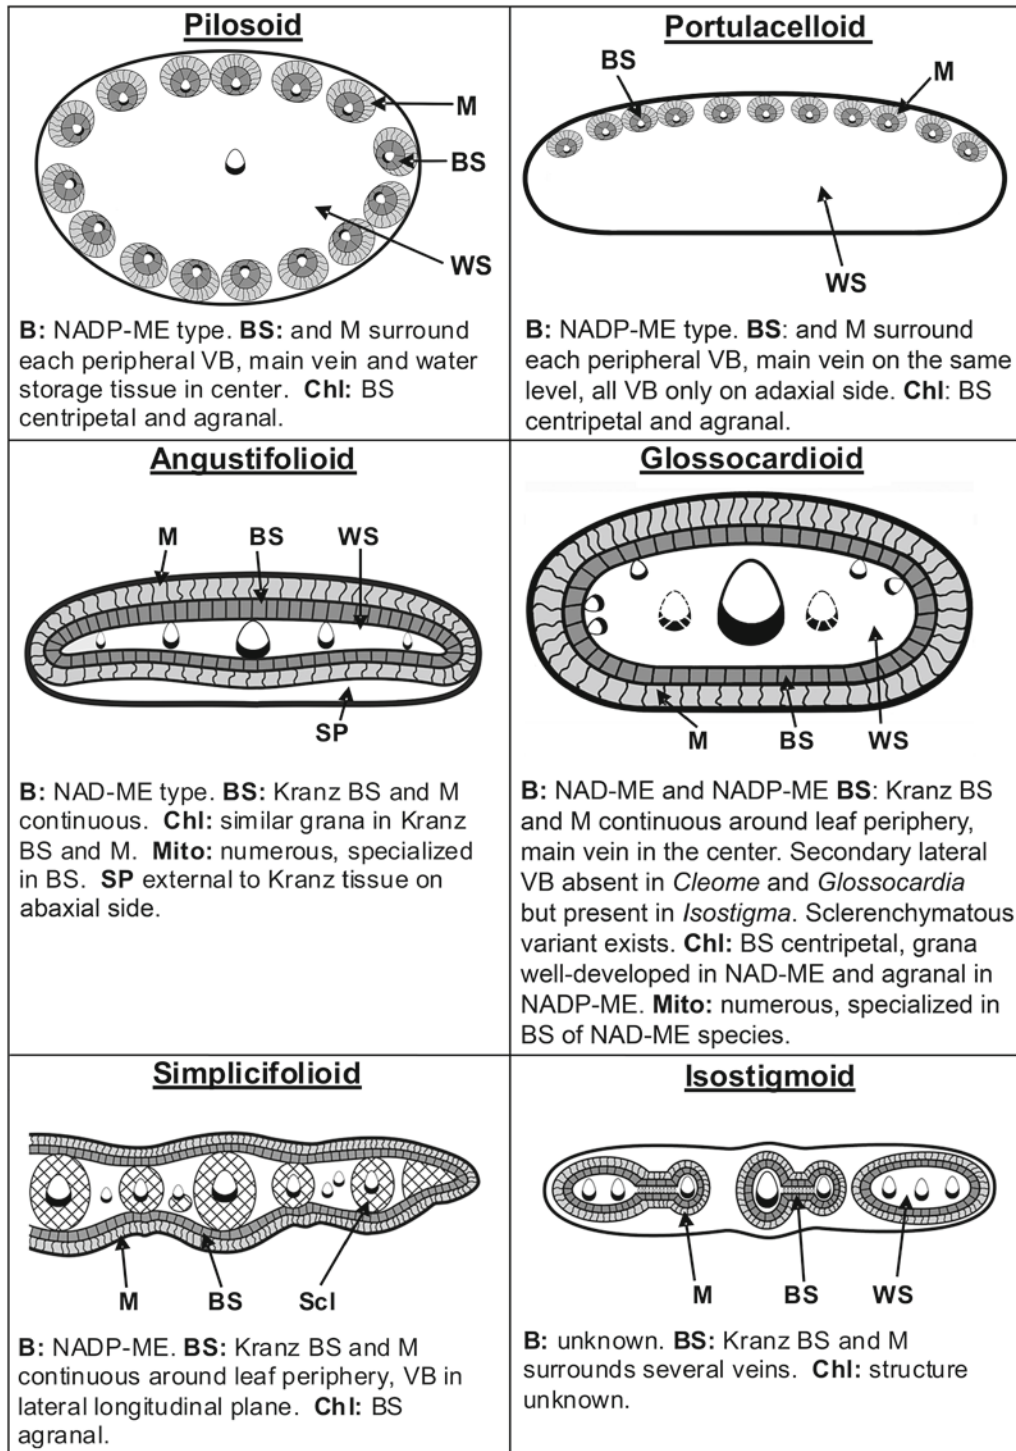 Pilosoid
M
BS
WS
B: NADP-ME type. BS: and M surround
each peripheral VB, main vein and water
storage tissue in center. Chl: BS
centripetal and agranal.
Portulacelloid
BS
M
WS
B: NADP-ME type. BS: and M surround
each peripheral VB, main vein on the same
level, all VB only on adaxial side. Chl: BS
centripetal and agranal.
Angustifolioid
M BS WS
SP
B: NAD-ME type. BS: Kranz BS and M
continuous. Chl: similar grana in Kranz
BS and M. Mito: numerous, specialized
in BS. SP external to Kranz tissue on
abaxial side.
Glossocardioid
M BS WS
B: NAD-ME and NADP-ME BS: Kranz BS
and M continuous around leaf periphery,
main vein in the center. Secondary lateral
VB absent in Cleome and Glossocardia
but present in Isostigma. Sclerenchymatous
variant exists. Chl: BS centripetal, grana
well-developed in NAD-ME and agranal in
NADP-ME. Mito: numerous, specialized in
BS of NAD-ME species.
Simplicifolioid
M BS Scl
B: NADP-ME. BS: Kranz BS and M
continuous around leaf periphery, VB in
lateral longitudinal plane. Chl: BS
agranal.
Isostigmoid
M BS WS
B: unknown. BS: Kranz BS and M
surrounds several veins. Chl: structure
unknown.